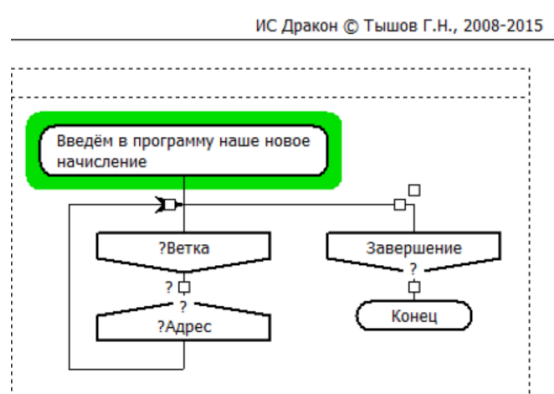 ИС Дракон © Тышов Г.Н., 2008-2015
Введём в программу наше новое
начисление
?Ветка
Завершение
?
?
?
?Адрес
Конец